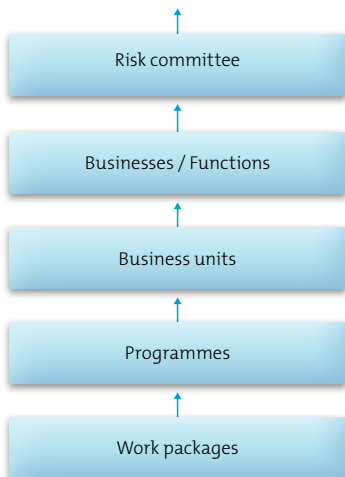 Risk committee
Businesses / Functions
Business units
Programmes
Work packages